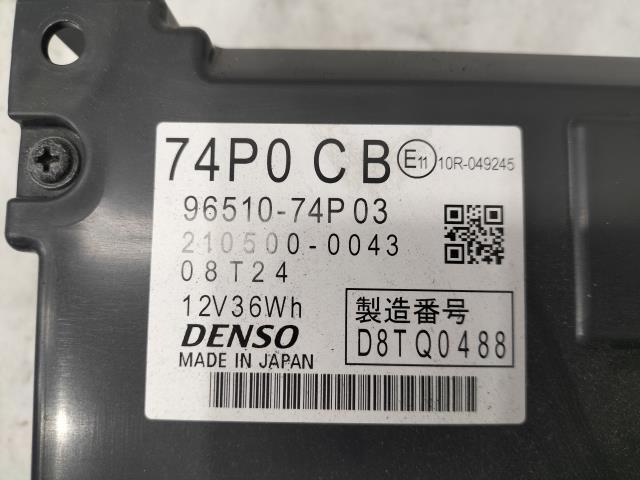 74P0 CB E11 10R-049245
96510-74P03
210500-0043
08T24
12V36Wh
製造番号
DENSO
D8TQ0488
MADE IN JAPAN